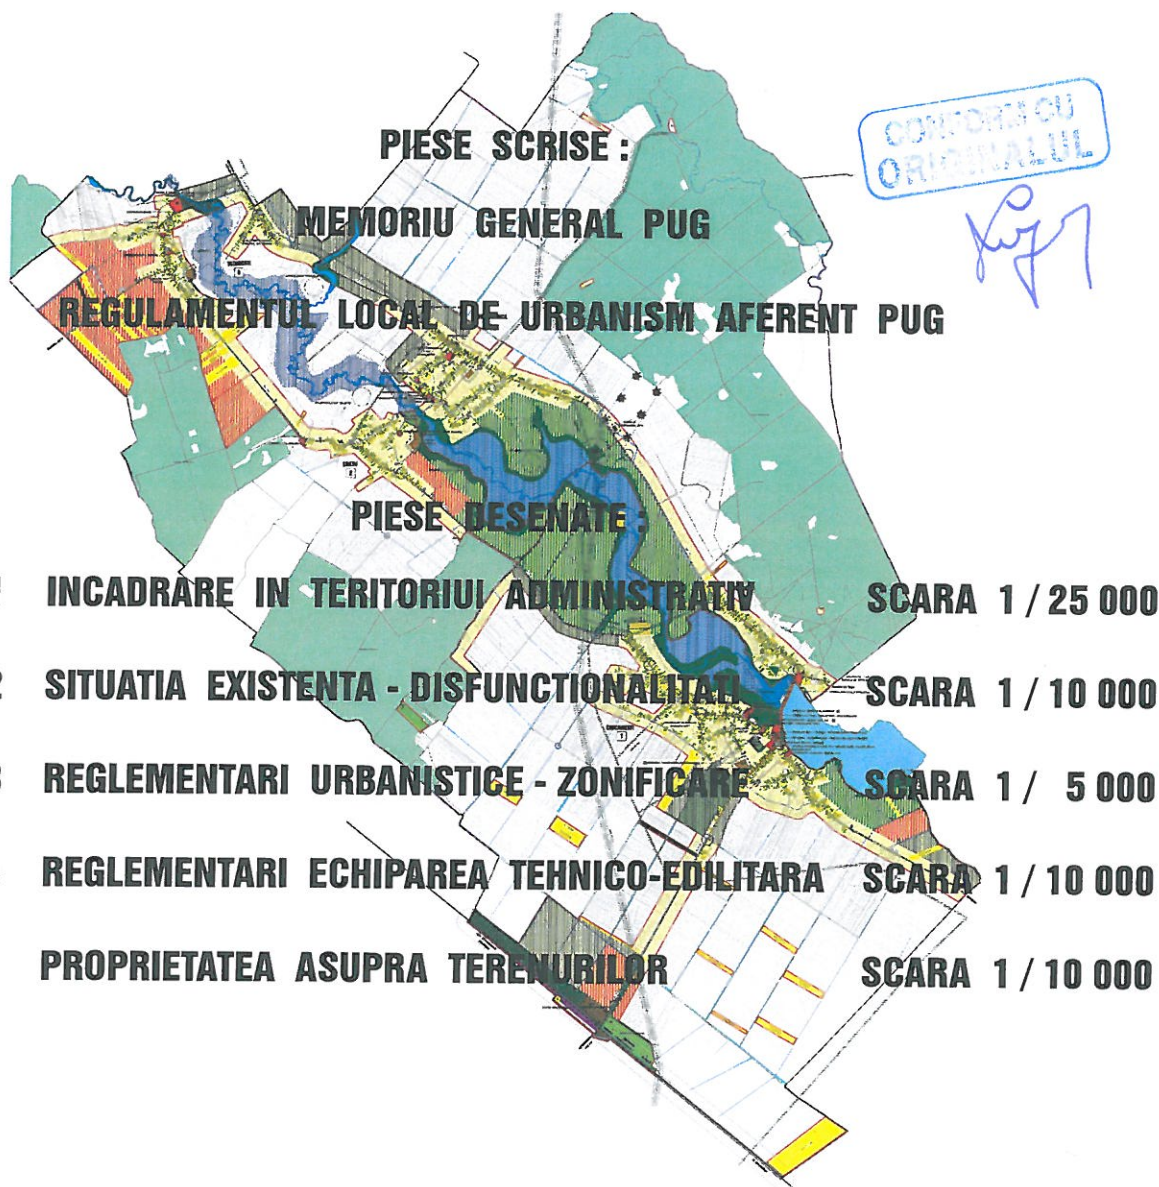 CONFORM CU
ORIGINALUL
PIESE SCRISE :
MEMORIU GENERAL PUG
REGULAMENTUL LOCAL DE URBANISM AFERENT PUG
PIESE DESENATE :
INCADRARE IN TERITORIUL ADMINISTRATIV SCARA 1 / 25 000
2 SITUATIA EXISTENTA - DISFUNCTIONALITATI SCARA 1 / 10 000
3 REGLEMENTARI URBANISTICE - ZONIFICARE SCARA 1 / 5 000
REGLEMENTARI ECHIPAREA TEHNICO-EDILITARA SCARA 1 / 10 000
PROPRIETATEA ASUPRA TERENURILOR SCARA 1 / 10 000